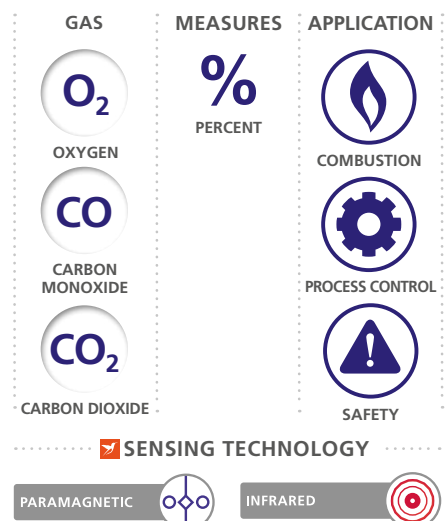 GAS
MEASURES
APPLICATION
O₂
OXYGEN
CO
CARBON
MONOXIDE
CO₂
CARBON DIOXIDE
%
PERCENT
COMBUSTION
PROCESS CONTROL
!
SAFETY
SENSING TECHNOLOGY
PARAMAGNETIC
INFRARED